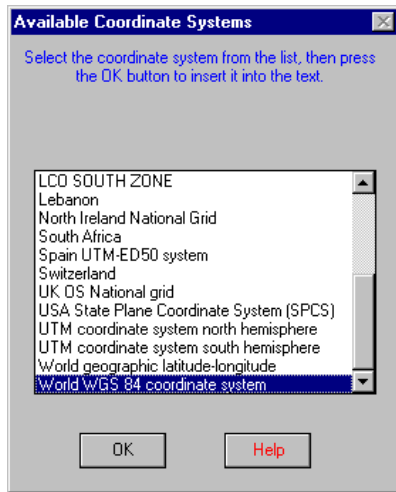 Available Coordinate Systems
Select the coordinate system from the list, then press
the OK button to insert it into the text.
LCO SOUTH ZONE
Lebanon
North Ireland National Grid
South Africa
Spain UTM-ED50 system
Switzerland
UK OS National grid
USA State Plane Coordinate System (SPCS)
UTM coordinate system north hemisphere
UTM coordinate system south hemisphere
World geographic latitude-longitude
World WGS 84 coordinate system
OK
Help